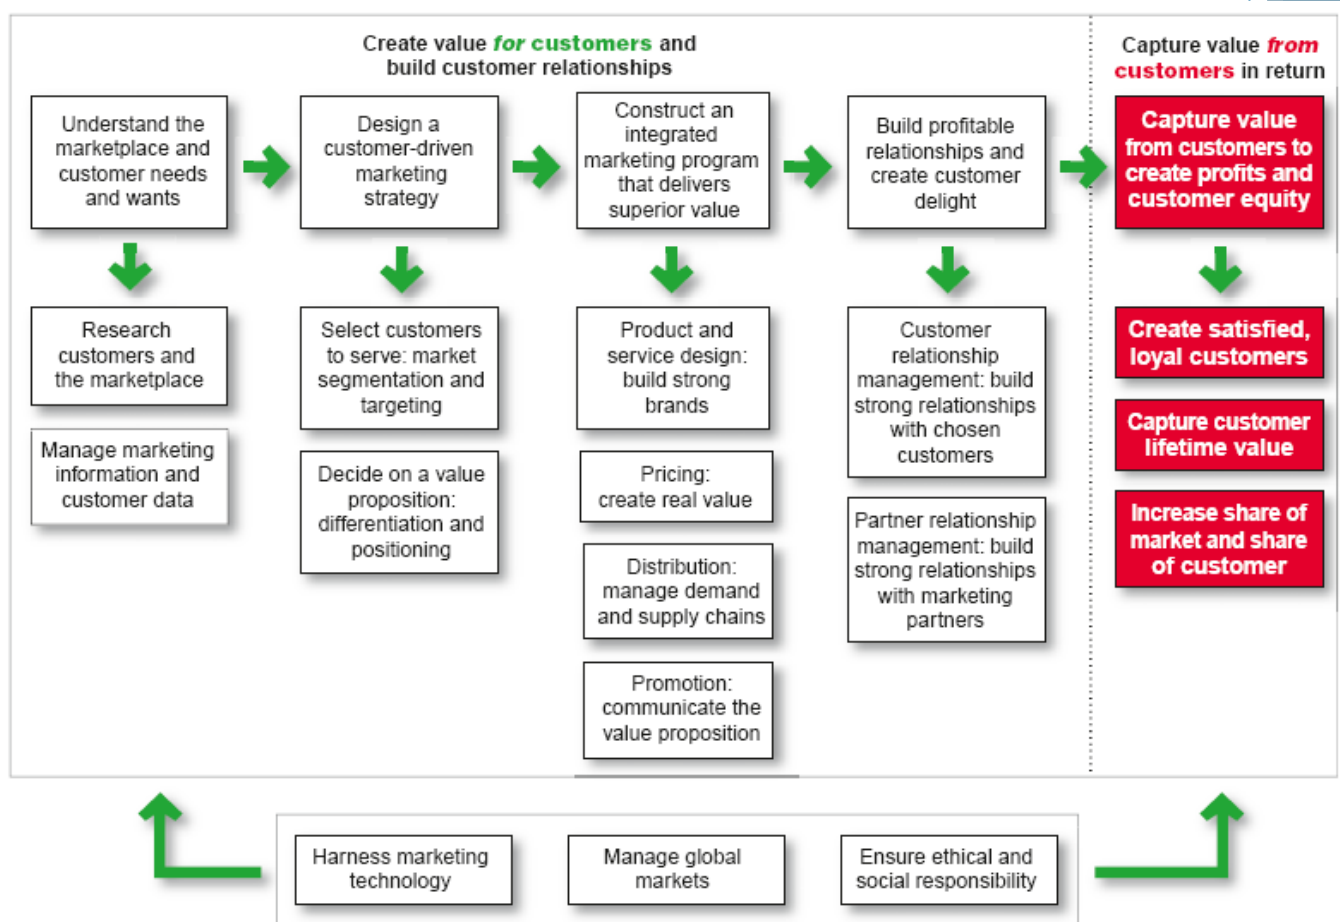 Create value for customers and
build customer relationships
Capture value from
customers in return
Understand the
marketplace and
customer needs
and wants
Design a
customer-driven
marketing
strategy
Construct an
integrated
marketing program
that delivers
superior value
Build profitable
relationships and
create customer
delight
Capture value
from customers to
create profits and
customer equity
Research
customers and
the marketplace
Manage marketing
information and
customer data
Select customers
to serve: market
segmentation and
targeting
Decide on a value
proposition:
differentiation and
positioning
Product and
service design:
build strong
brands
Pricing:
create real value
Distribution:
manage demand
and supply chains
Promotion:
communicate the
value proposition
Customer
relationship
management: build
strong relationships
with chosen
customers
Partner relationship
management: build
strong relationships
with marketing
partners
Create satisfied,
loyal customers
Capture customer
lifetime value
Increase share of
market and share
of customer
Harness marketing
technology
Manage global
markets
Ensure ethical and
social responsibility